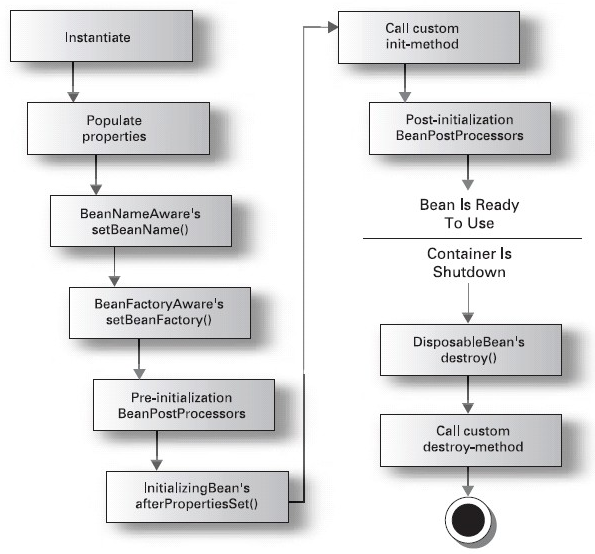 Instantiate
Populate
properties
BeanNameAware's
setBeanName()
BeanFactoryAware's
setBeanFactory()
Pre-initialization
BeanPostProcessors
InitializingBean's
afterPropertiesSet()
Call custom
init-method
Post-initialization
BeanPostProcessors
Bean Is Ready
To Use
Container Is
Shutdown
DisposableBean's
destroy()
Call custom
destroy-method